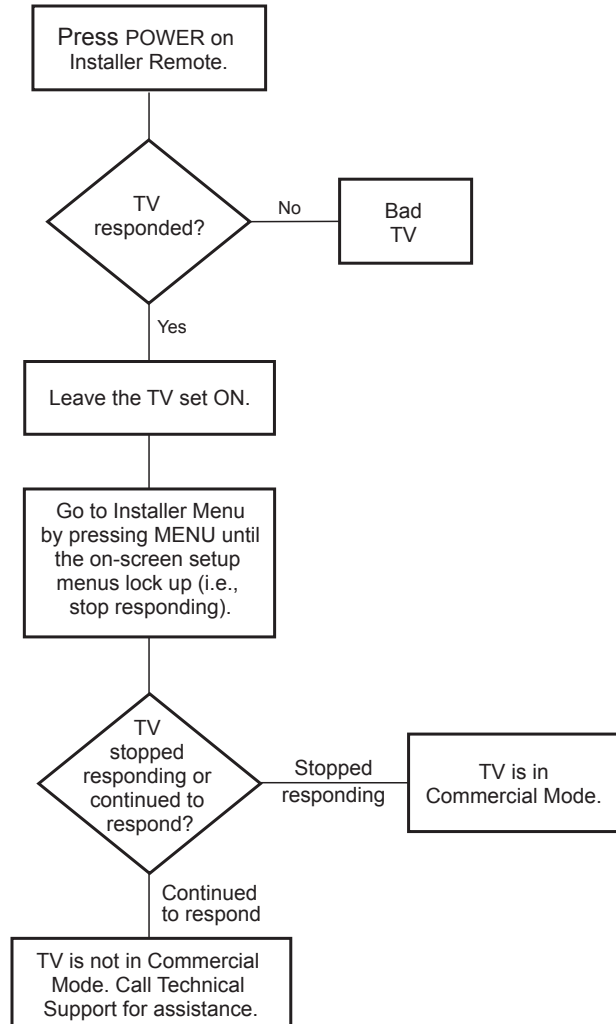 Press POWER on
Installer Remote.
TV
responded?
No
Bad
TV
Yes
Leave the TV set ON.
Go to Installer Menu
by pressing MENU until
the on-screen setup
menus lock up (i.e.,
stop responding).
TV
stopped
responding or
continued to
respond?
Stopped
responding
TV is in
Commercial Mode.
Continued
to respond
TV is not in Commercial
Mode. Call Technical
Support for assistance.